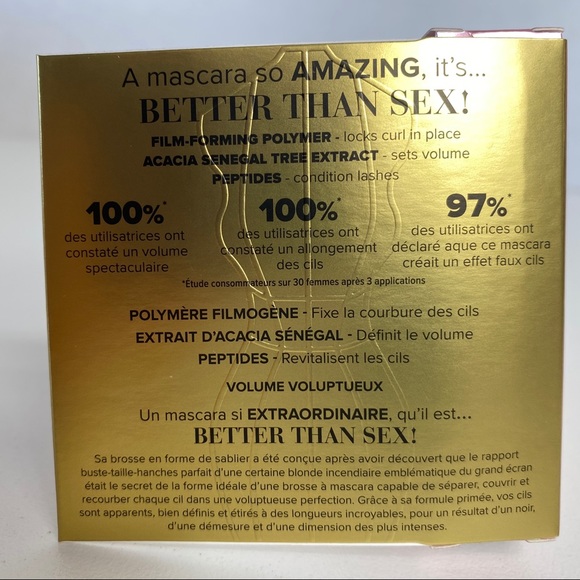 A mascara so AMAZING, it's...
BETTER THAN SEX!
FILM-FORMING POLYMER - locks curl in place
ACACIA SENEGAL TREE EXTRACT - sets volume
PEPTIDES - condition lashes
100%* 100%* 97%*
des utilisatrices ont des utilisatrices ont des utilisatrices ont
constaté un volume constaté un allongement déclaré aque ce mascara
spectaculaire des cils créait un effet faux cils
*Étude consommateurs sur 30 femmes après 3 applications
POLYMÈRE FILMOGÈNE - Fixe la courbure des cils
EXTRAIT D'ACACIA SÉNÉGAL - Définit le volume
PEPTIDES - Revitalisent les cils
VOLUME VOLUPTUEUX
Un mascara si EXTRAORDINAIRE, qu'il est...
BETTER THAN SEX!
Sa brosse en forme de sablier a été conçue après avoir découvert que le rapport
buste-taille-hanches parfait d'une certaine blonde incendiaire emblématique du grand écran
était le secret de la forme idéale d'une brosse à mascara capable de séparer, couvrir et
recourber chaque cil dans une voluptueuse perfection. Grâce à sa formule primée, vos cils
sont apparents, bien définis et étirés à des longueurs incroyables, pour un résultat d'un noir,
d'une démesure et d'une dimension des plus intenses.